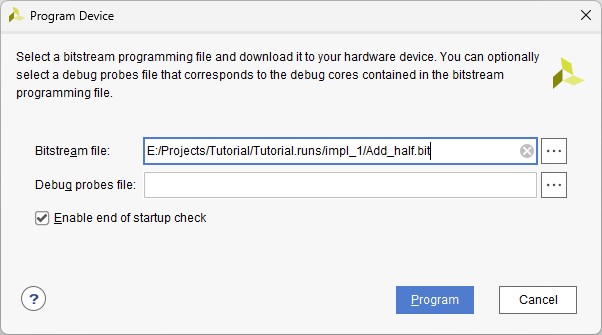 Program Device
Select a bitstream programming file and download it to your hardware device. You can optionally
select a debug probes file that corresponds to the debug cores contained in the bitstream
programming file.
Bitstream file: E:/Projects/Tutorial/Tutorial.runs/impl_1/Add_half.bit ...
Debug probes file: ...
Enable end of startup check
? Program Cancel